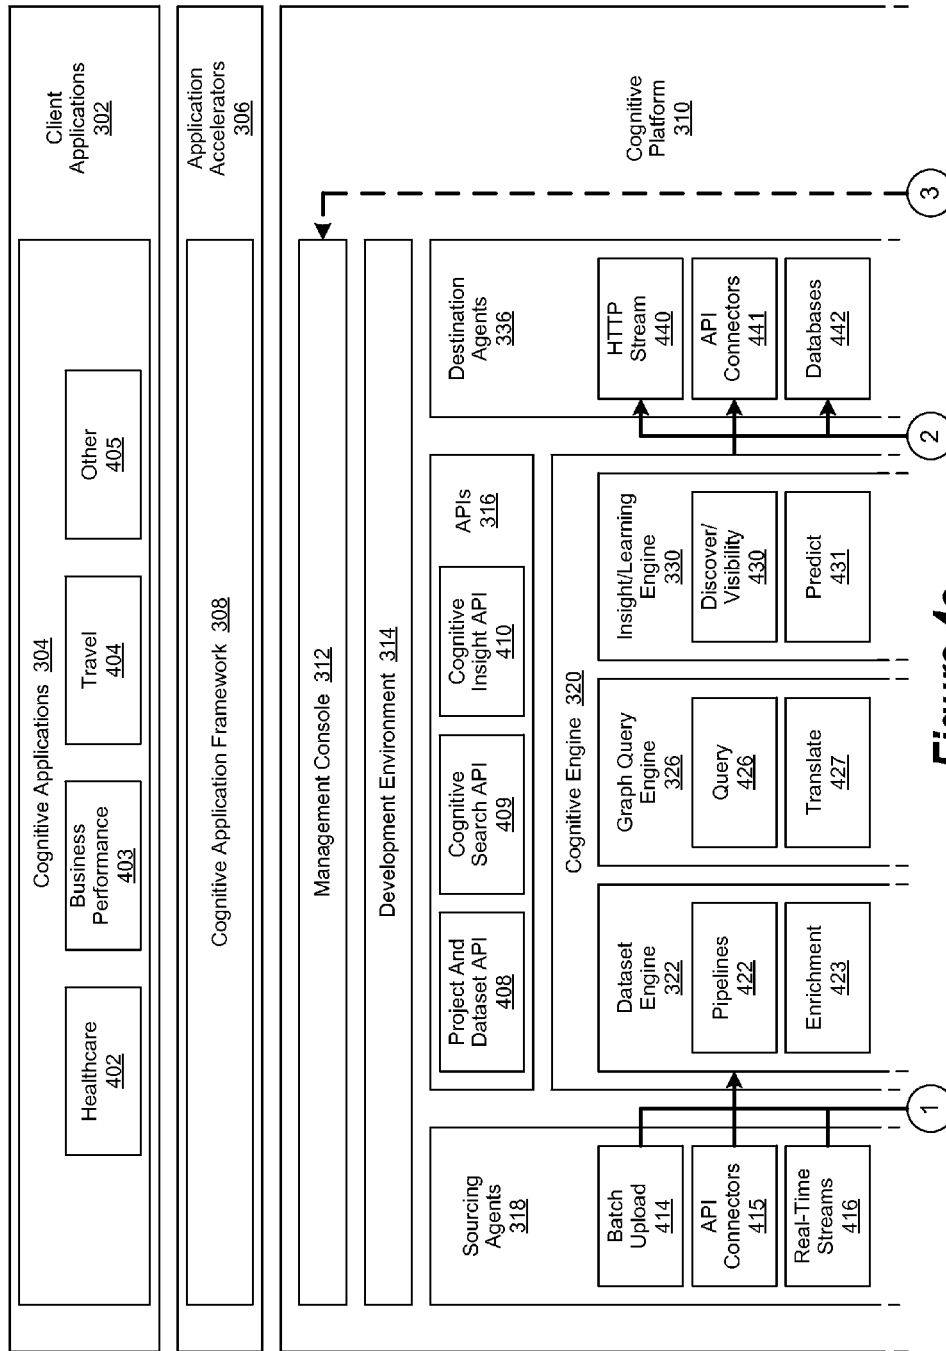 Client
Applications
302
Cognitive Applications 304
Healthcare
402
Business
Performance
403
Travel
404
Other
405
Application
Accelerators
306
Cognitive Application Framework 308
Cognitive
Platform
310
Management Console 312
Development Environment 314
APIs
316
Project And
Dataset API
408
Cognitive
Search API
409
Cognitive
Insight API
410
Sourcing
Agents
318
Batch
Upload
414
API
Connectors
415
Real-Time
Streams
416
Cognitive Engine 320
Dataset
Engine
322
Pipelines
422
Enrichment
423
Graph Query
Engine
326
Query
426
Translate
427
Insight/Learning
Engine
330
Discover/
Visibility
430
Predict
431
Destination
Agents
336
HTTP
Stream
440
API
Connectors
441
Databases
442
1
2
3